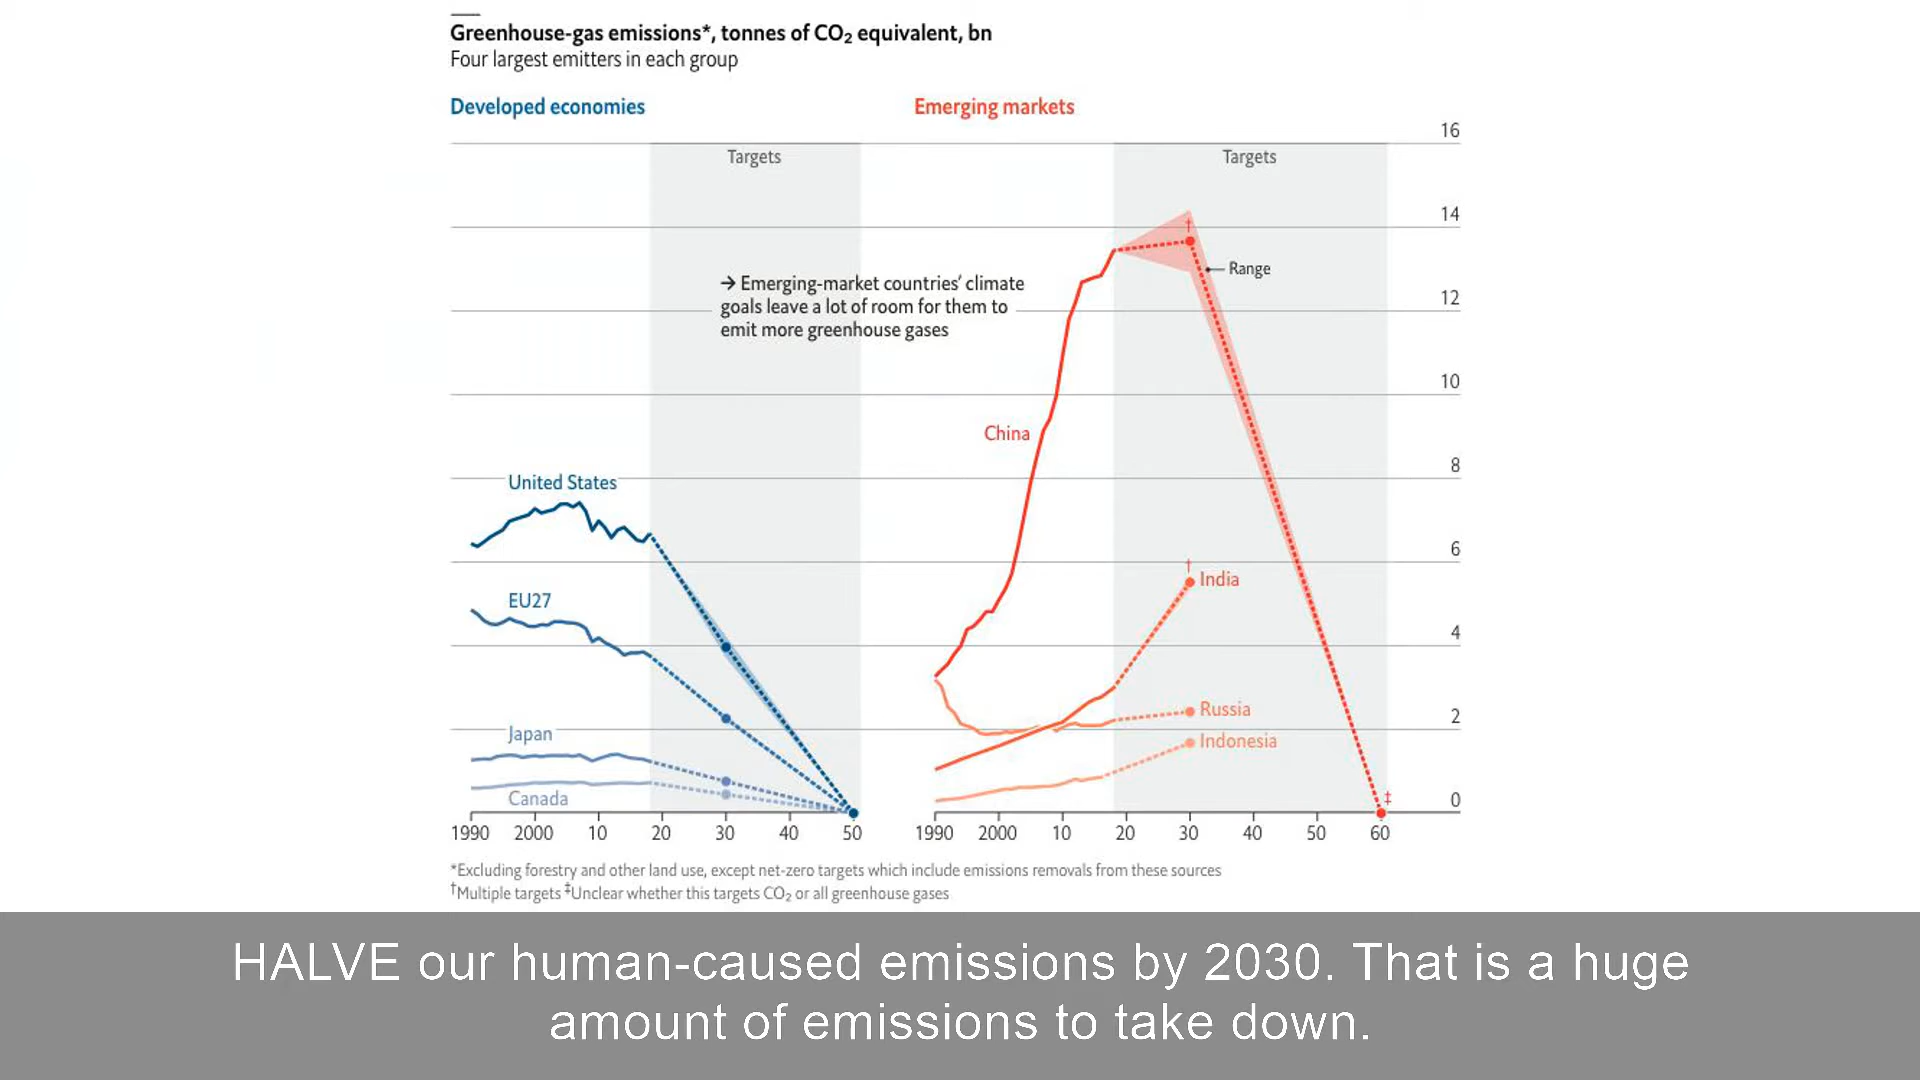 Greenhouse-gas emissions*, tonnes of CO₂ equivalent, bn
Four largest emitters in each group
Developed economies
Emerging markets
16
Targets
Targets
14
†
Range
→ Emerging-market countries' climate
goals leave a lot of room for them to
emit more greenhouse gases
12
10
China
8
United States
6
†
India
EU27
4
2
Russia
Japan
Indonesia
Canada
0
‡
1990 2000 10 20 30 40 50
1990 2000 10 20 30 40 50 60
*Excluding forestry and other land use, except net-zero targets which include emissions removals from these sources
†Multiple targets ‡Unclear whether this targets CO₂ or all greenhouse gases
HALVE our human-caused emissions by 2030. That is a huge
amount of emissions to take down.